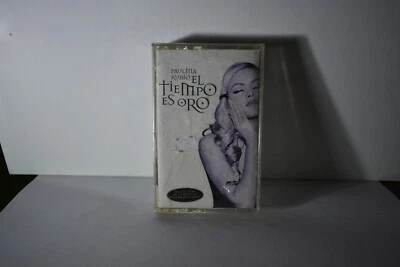 PAULINA
RUBIO EL
TIEMPO
ES ORO